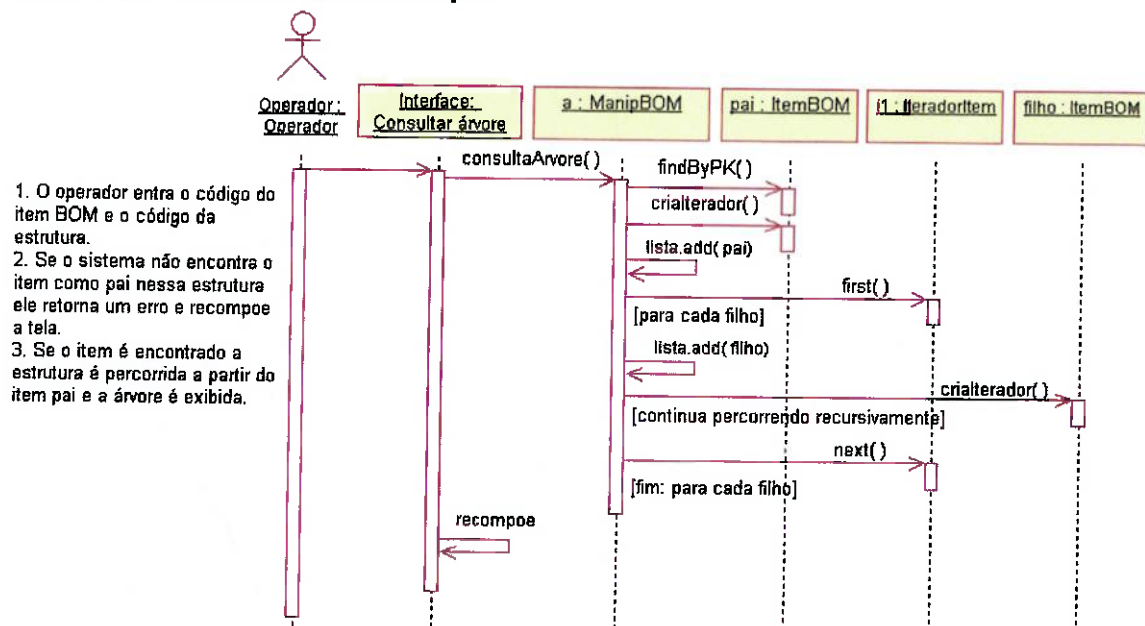 Operador :
Operador
Interface:
Consultar árvore
a : ManipBOM
pai : ItemBOM
i1 : IteradorItem
filho : ItemBOM
1. O operador entra o código do
item BOM e o código da
estrutura.
2. Se o sistema não encontra o
item como pai nessa estrutura
ele retorna um erro e recompoe
a tela.
3. Se o item é encontrado a
estrutura é percorrida a partir do
item pai e a árvore é exibida.
consultaArvore( )
findByPK( )
criaIterador( )
lista.add( pai)
first( )
[para cada filho]
lista.add( filho)
criaIterador( )
[continua percorrendo recursivamente]
next( )
[fim: para cada filho]
recompoe